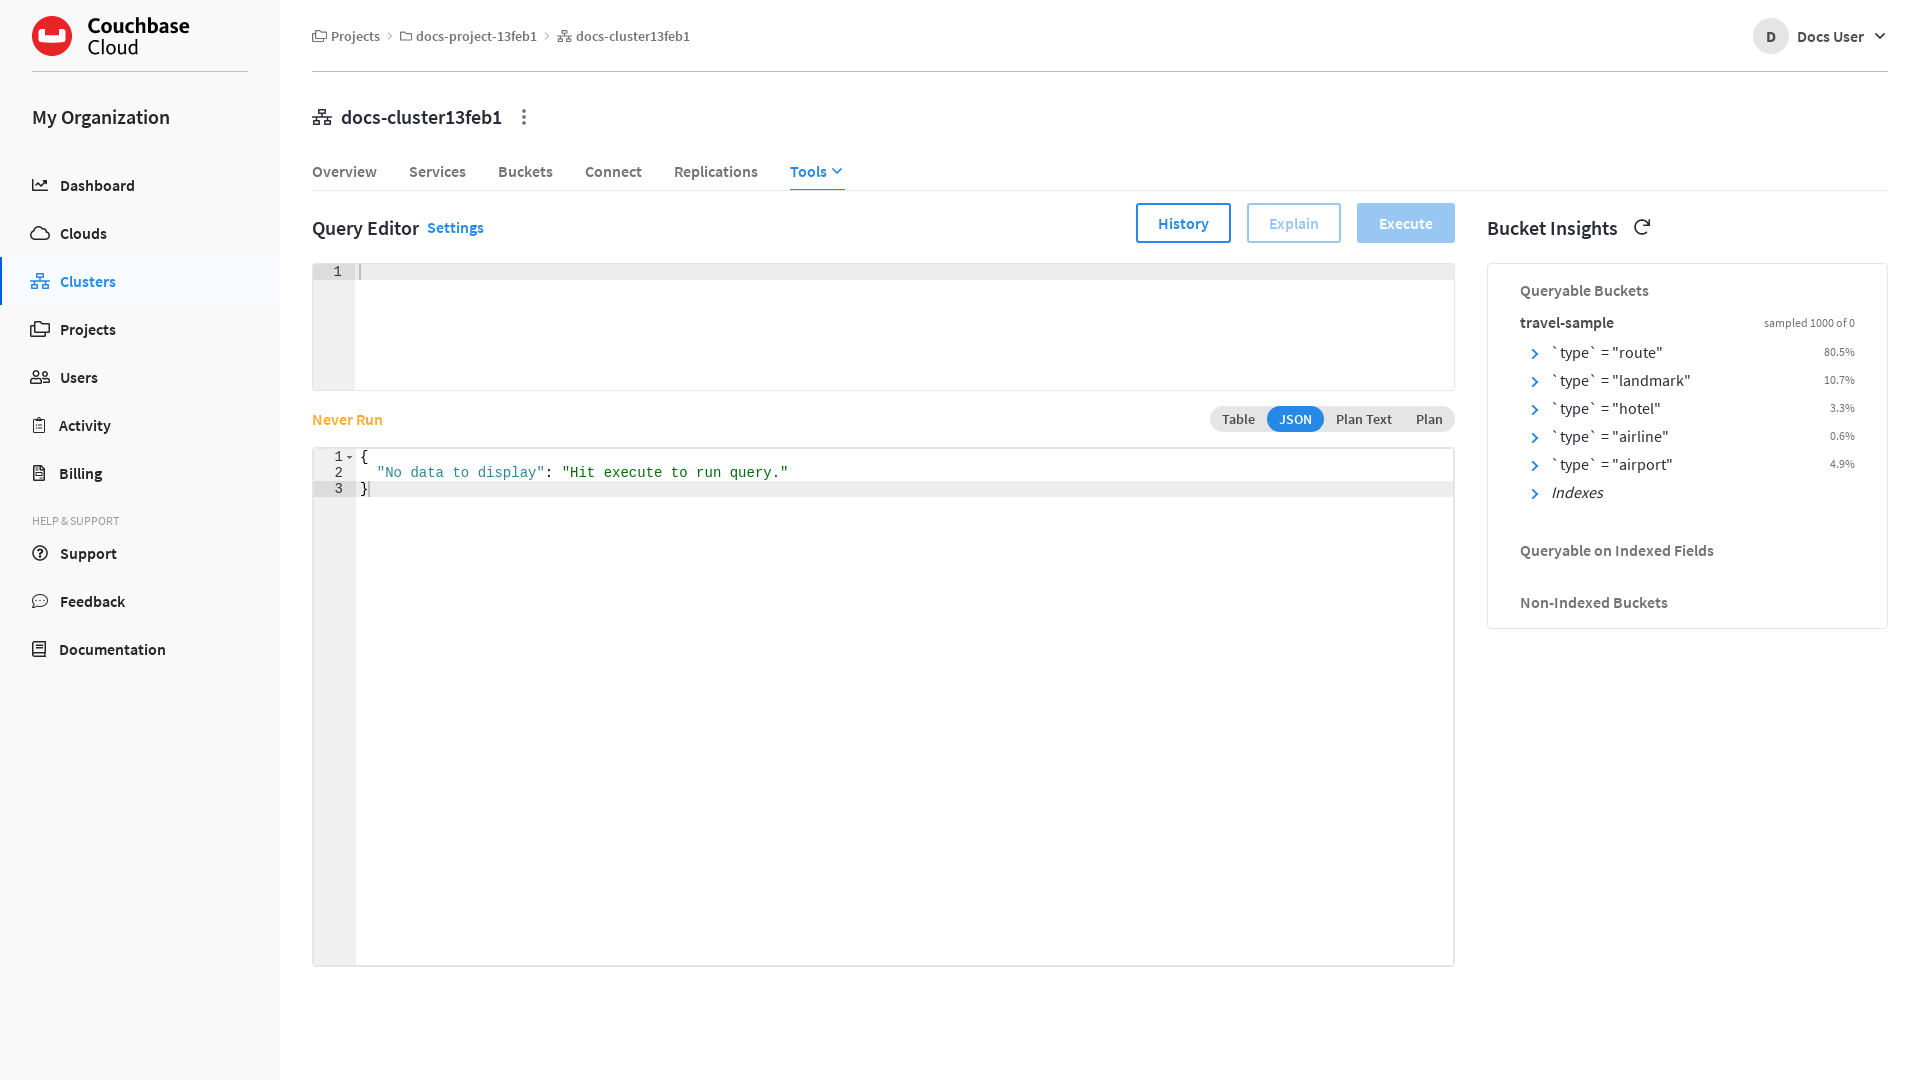 Couchbase
Cloud
My Organization
Dashboard
Clouds
Clusters
Projects
Users
Activity
Billing
HELP & SUPPORT
Support
Feedback
Documentation
Projects > docs-project-13feb1 > docs-cluster13feb1
D Docs User
docs-cluster13feb1
Overview Services Buckets Connect Replications Tools
Query Editor Settings
History Explain Execute
1
Never Run
Table JSON Plan Text Plan
1 {
2 "No data to display": "Hit execute to run query."
3 }
Bucket Insights
Queryable Buckets
travel-sample sampled 1000 of 0
`type` = "route" 80.5%
`type` = "landmark" 10.7%
`type` = "hotel" 3.3%
`type` = "airline" 0.6%
`type` = "airport" 4.9%
Indexes
Queryable on Indexed Fields
Non-Indexed Buckets